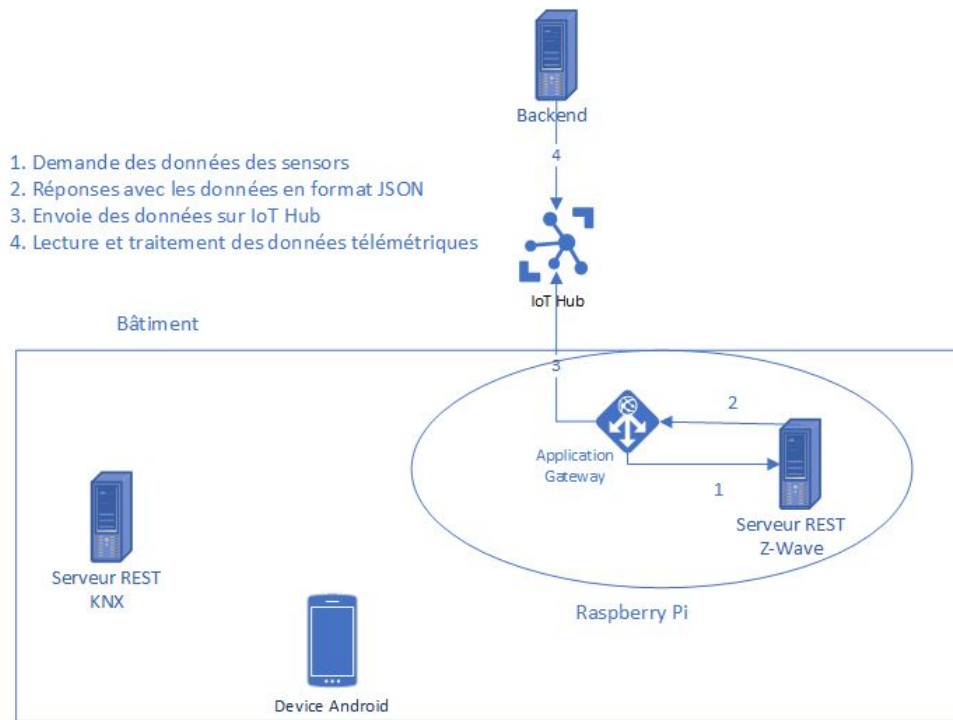 Backend
4
1. Demande des données des sensors
2. Réponses avec les données en format JSON
3. Envoie des données sur IoT Hub
4. Lecture et traitement des données télémétriques
IoT Hub
Bâtiment
3
2
Application
Gateway
1
Serveur REST
Z-Wave
Serveur REST
KNX
Raspberry Pi
Device Android